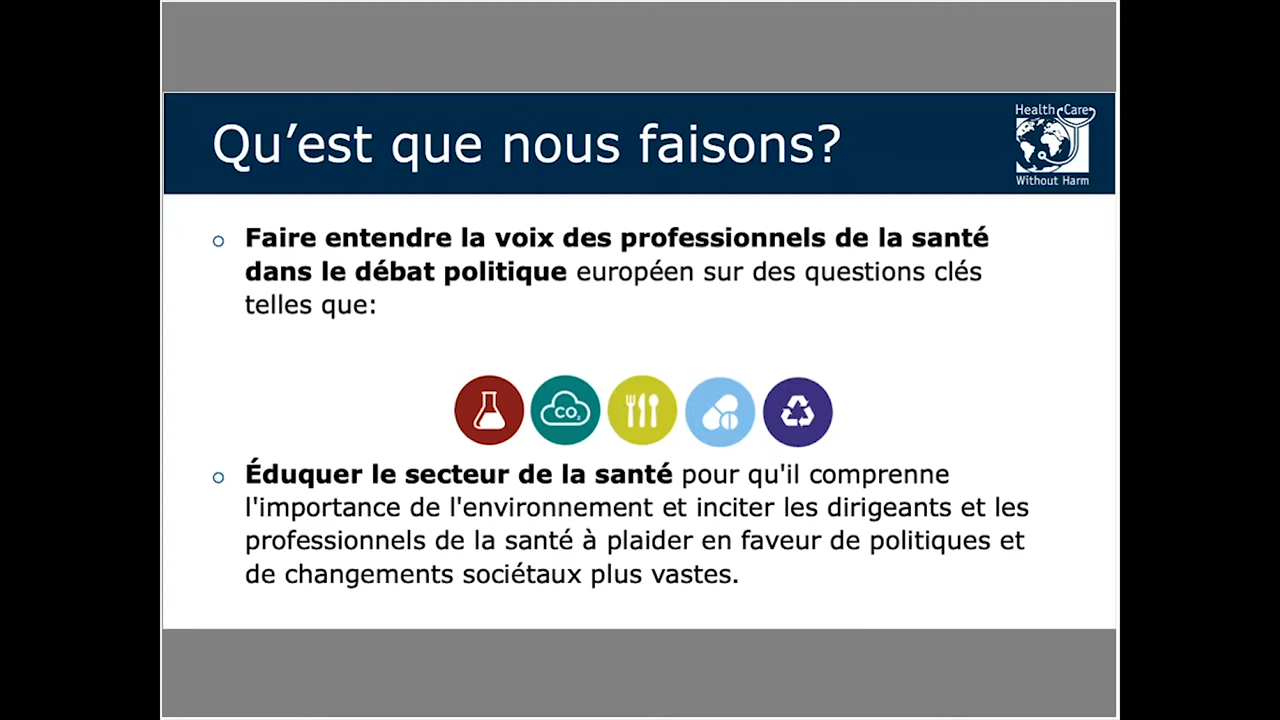 Qu’est que nous faisons?
Health Care
Without Harm
Faire entendre la voix des professionnels de la santé
dans le débat politique européen sur des questions clés
telles que:
CO₂
Éduquer le secteur de la santé pour qu'il comprenne
l'importance de l'environnement et inciter les dirigeants et les
professionnels de la santé à plaider en faveur de politiques et
de changements sociétaux plus vastes.